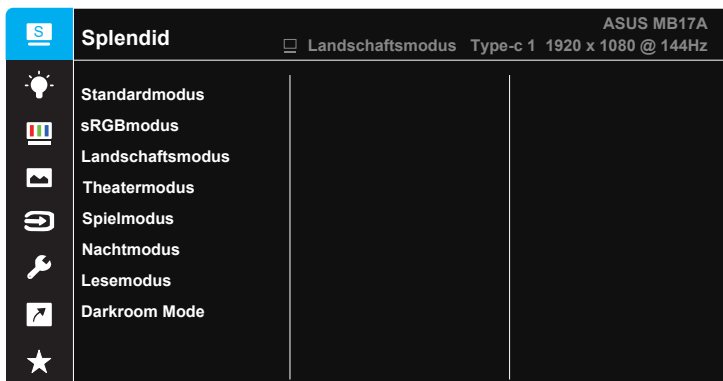 S
Splendid
ASUS MB17A
Landschaftsmodus Type-c 1 1920 x 1080 @ 144Hz
Standardmodus
sRGBmodus
Landschaftsmodus
Theatermodus
Spielmodus
Nachtmodus
Lesemodus
Darkroom Mode